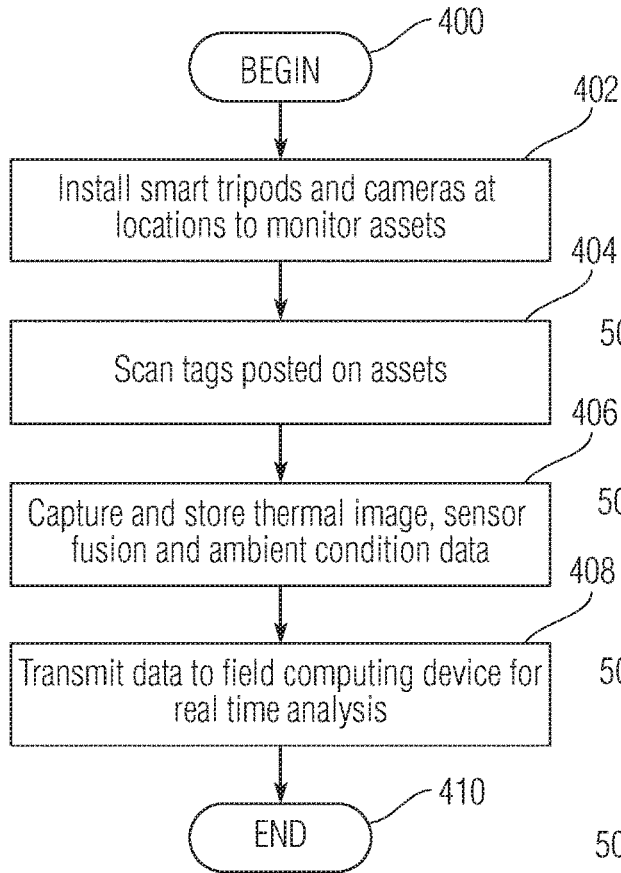 400
BEGIN
402
Install smart tripods and cameras at
locations to monitor assets
404
Scan tags posted on assets
406
Capture and store thermal image, sensor
fusion and ambient condition data
408
Transmit data to field computing device for
real time analysis
410
END